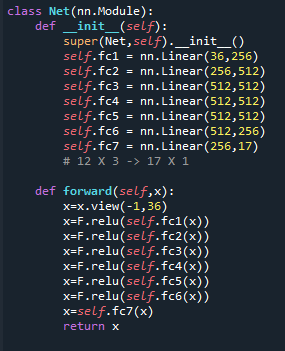 class Net(nn.Module):
    def __init__(self):
        super(Net,self).__init__()
        self.fc1 = nn.Linear(36,256)
        self.fc2 = nn.Linear(256,512)
        self.fc3 = nn.Linear(512,512)
        self.fc4 = nn.Linear(512,512)
        self.fc5 = nn.Linear(512,512)
        self.fc6 = nn.Linear(512,256)
        self.fc7 = nn.Linear(256,17)
        # 12 X 3 -> 17 X 1

    def forward(self,x):
        x=x.view(-1,36)
        x=F.relu(self.fc1(x))
        x=F.relu(self.fc2(x))
        x=F.relu(self.fc3(x))
        x=F.relu(self.fc4(x))
        x=F.relu(self.fc5(x))
        x=F.relu(self.fc6(x))
        x=self.fc7(x)
        return x